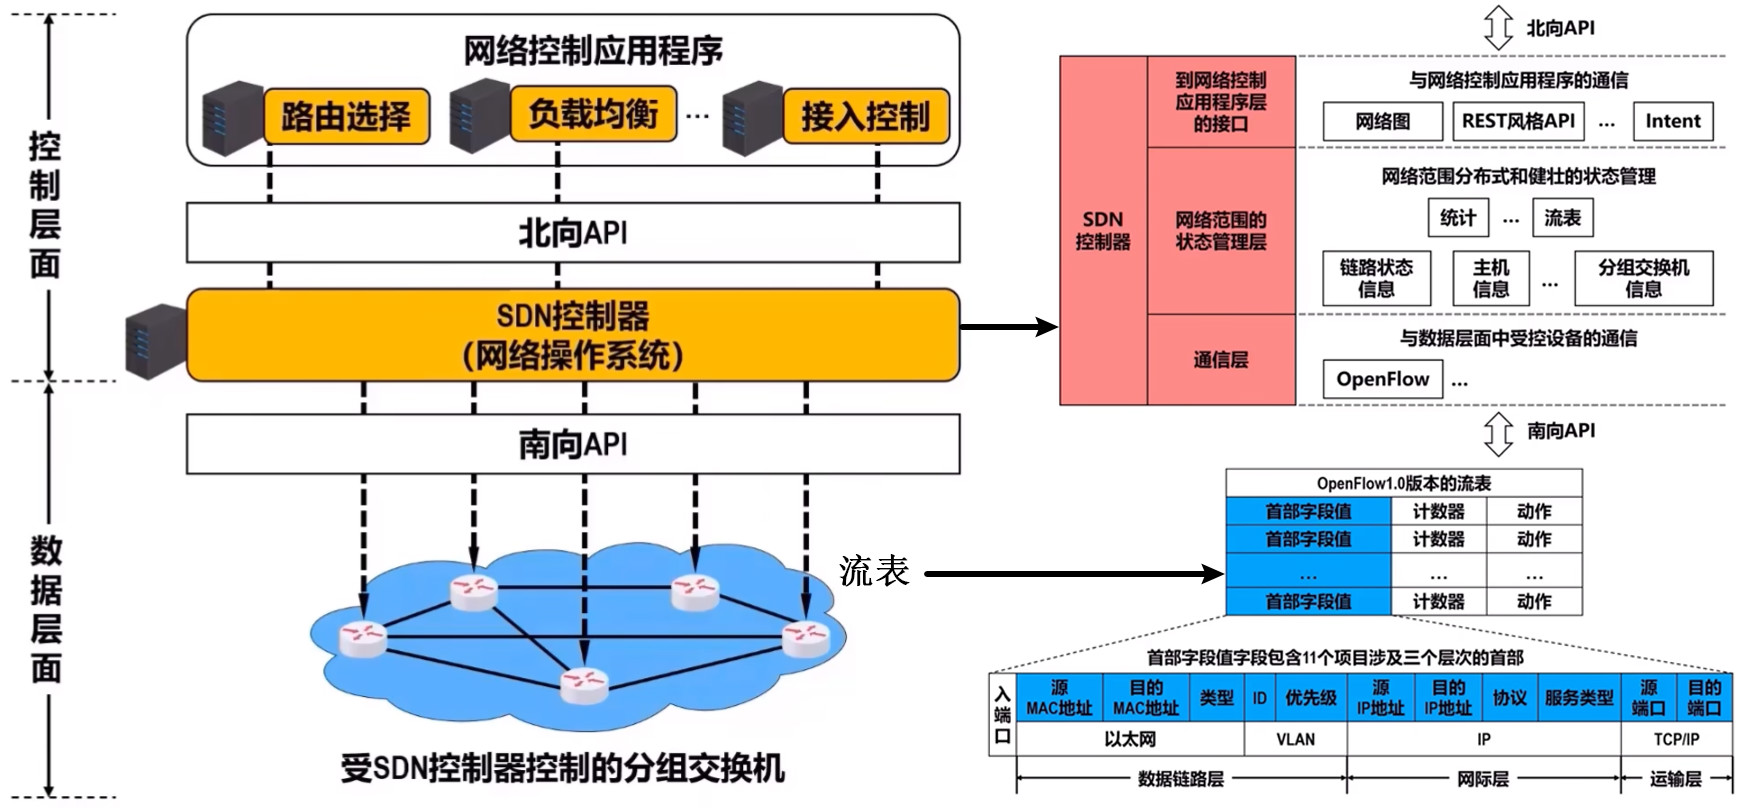 控制层面
数据层面
网络控制应用程序
路由选择
负载均衡
...
接入控制
北向API
SDN控制器
（网络操作系统）
南向API
受SDN控制器控制的分组交换机
流表
北向API
SDN
控制器
到网络控制
应用程序层
的接口
与网络控制应用程序的通信
网络图
REST风格API
...
Intent
网络范围的
状态管理层
网络范围分布式和健壮的状态管理
统计
...
流表
链路状态
信息
主机
信息
...
分组交换机
信息
通信层
与数据层面中受控设备的通信
OpenFlow
...
南向API
OpenFlow1.0版本的流表
首部字段值 计数器 动作
首部字段值 计数器 动作
... ... ...
首部字段值 计数器 动作
首部字段值字段包含11个项目涉及三个层次的首部
入端口
源
MAC地址
目的
MAC地址
类型
ID
优先级
源
IP地址
目的
IP地址
协议
服务类型
源
端口
目的
端口
以太网 VLAN IP TCP/IP
数据链路层 网际层 运输层